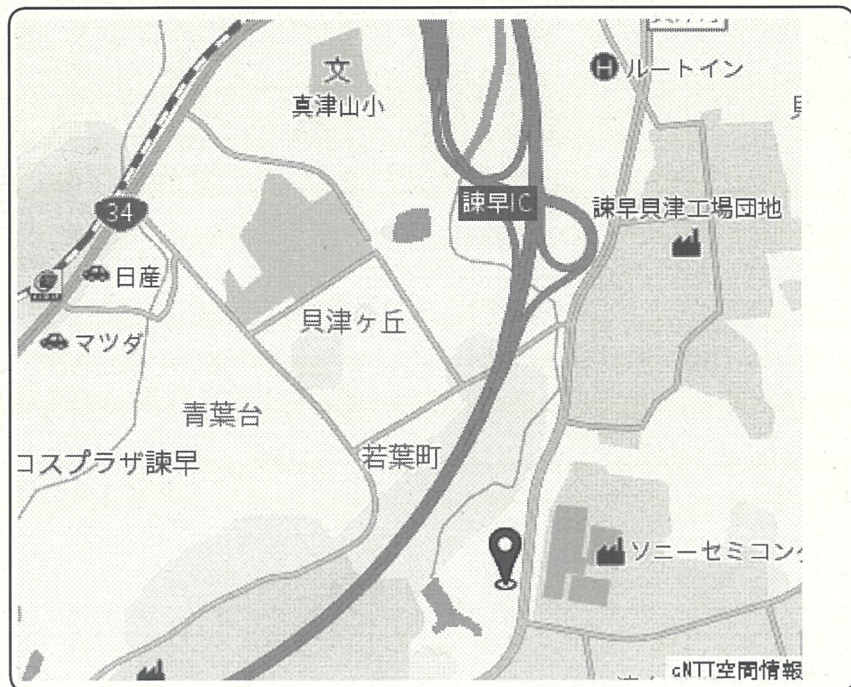 ルートイン
文
真津山小
諫早IC
諫早貝津工場団地
34
日産
貝津ヶ丘
マツダ
青葉台
コスプラザ諫早
若葉町
ソニーセミコン
cNTT空間情報